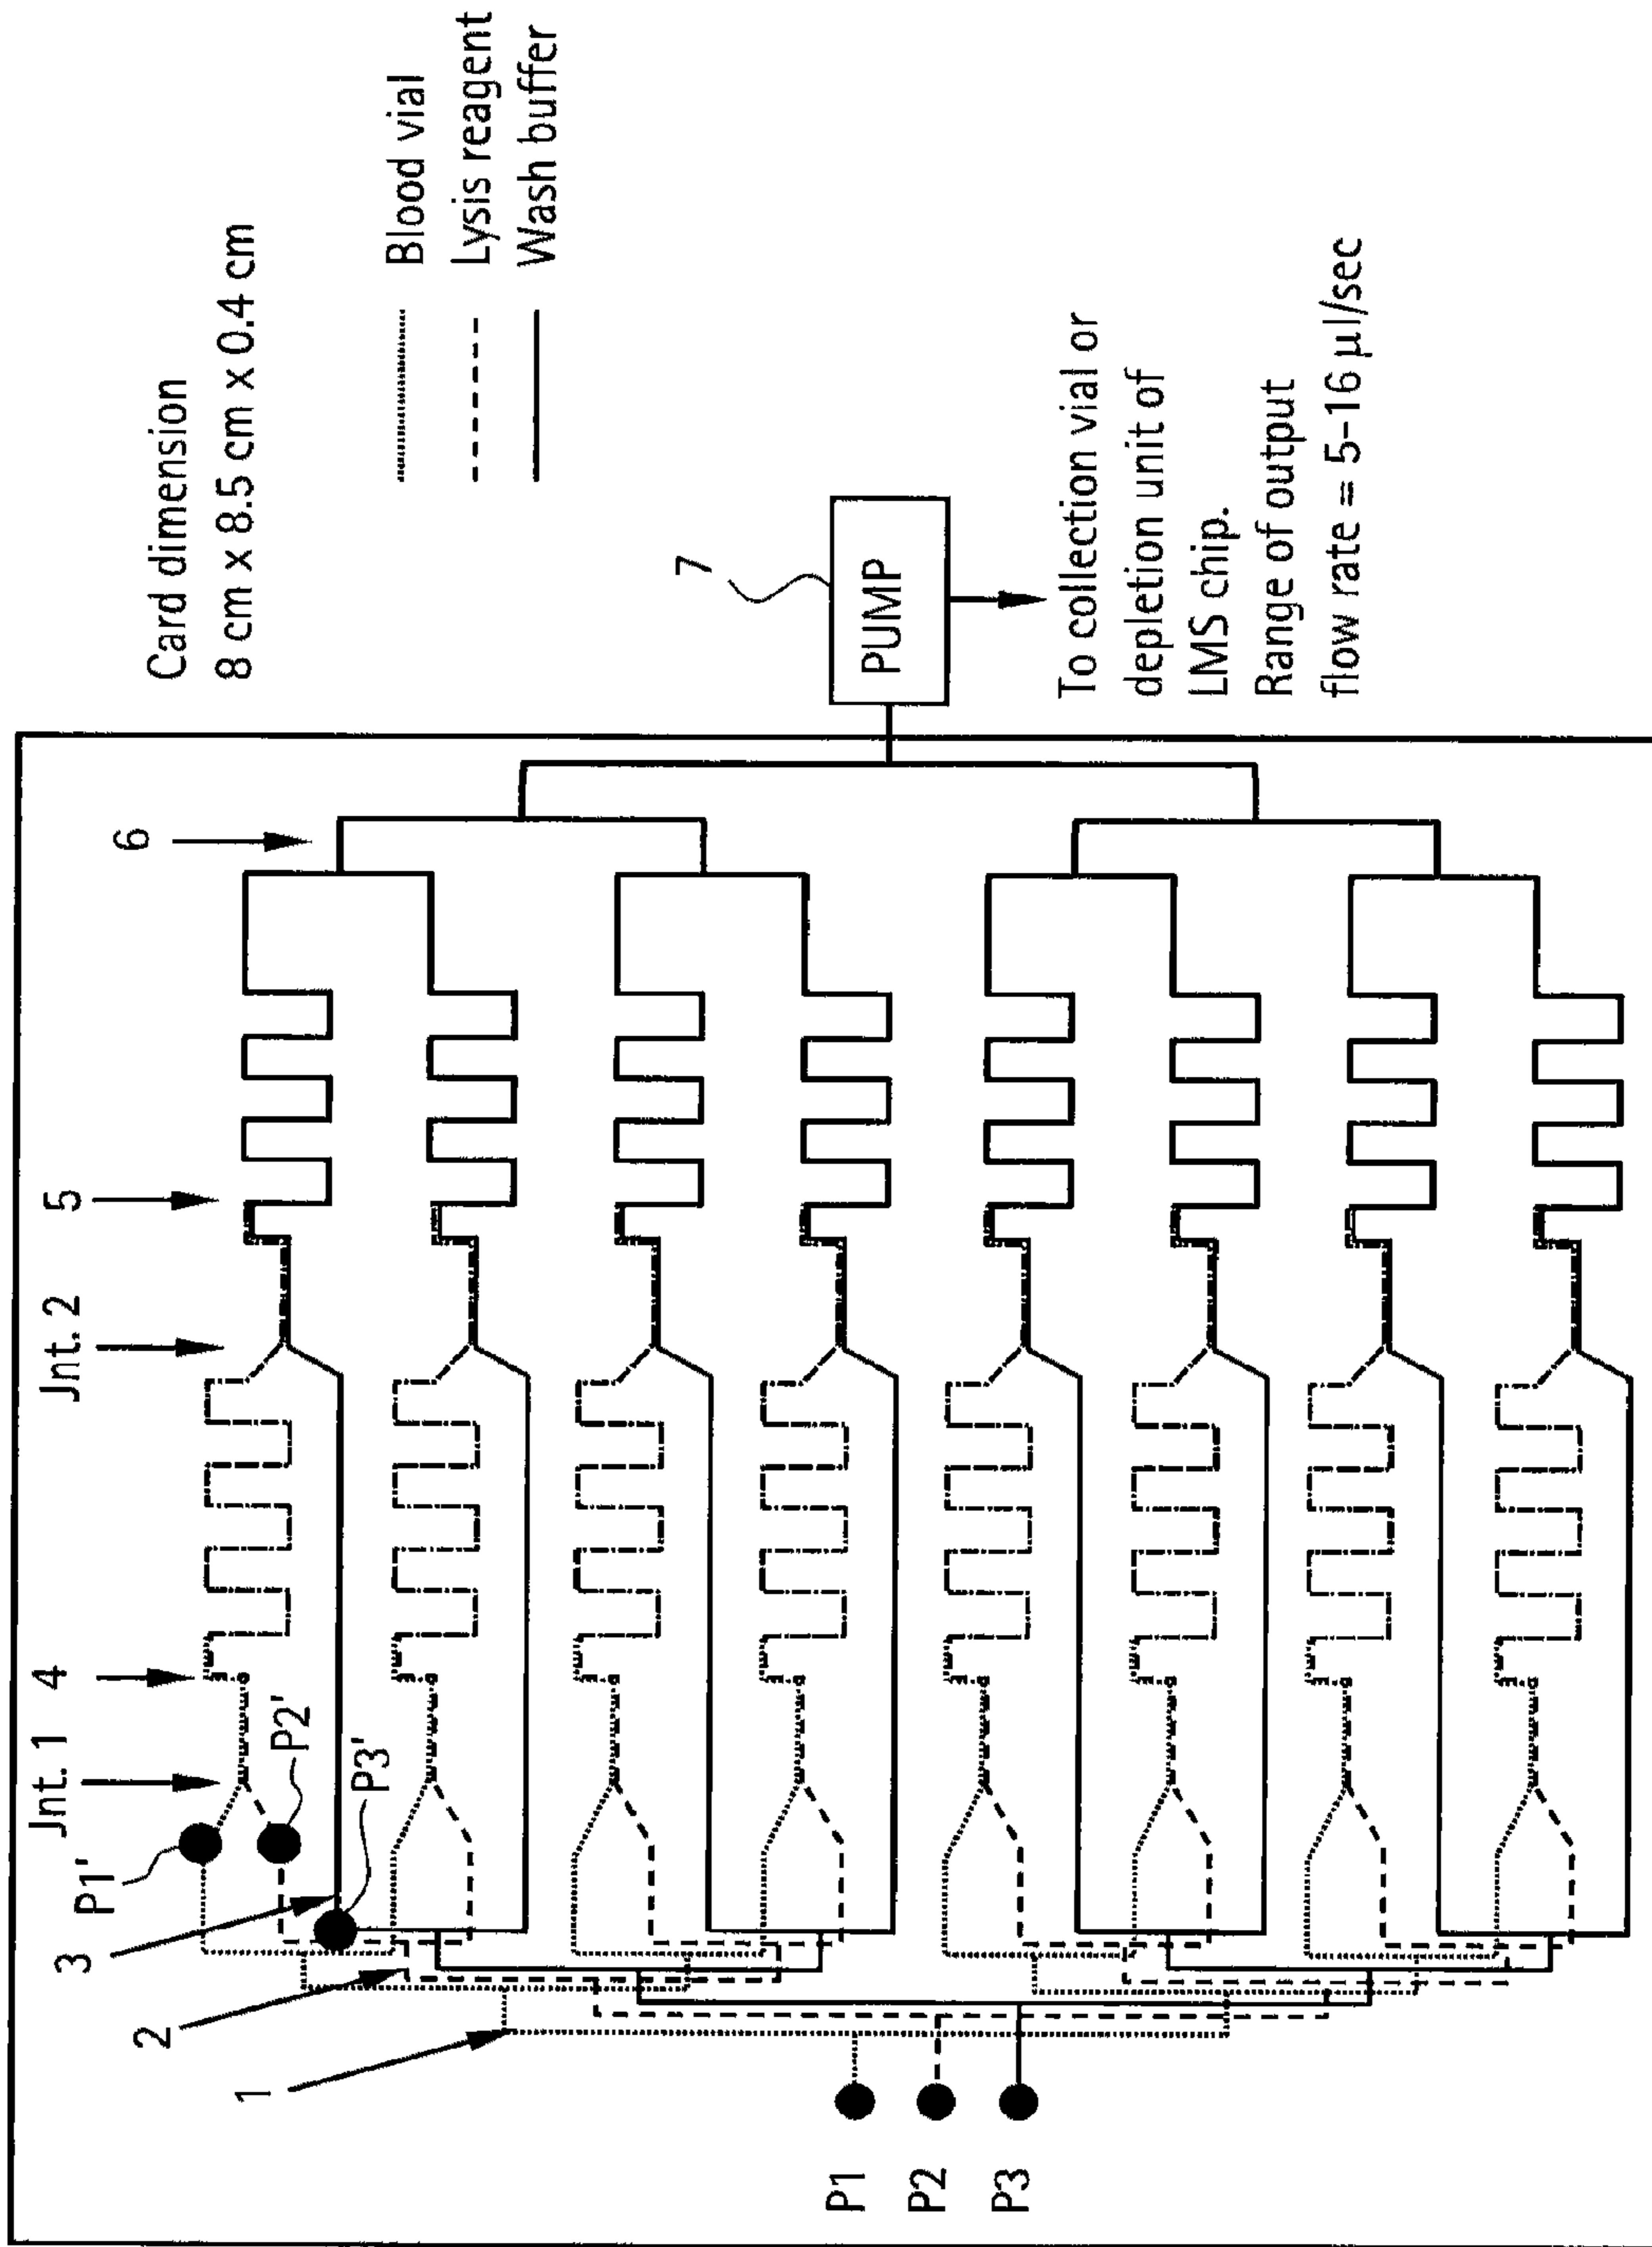 Card dimension
8 cm x 8.5 cm x 0.4 cm
Blood vial
Lysis reagent
Wash buffer
Jnt. 1
4
Jnt. 2
5
6
P1'
P2'
P3'
3
2
1
P1
P2
P3
7
PUMP
To collection vial or
depletion unit of
LMS chip.
Range of output
flow rate = 5-16 µl/sec